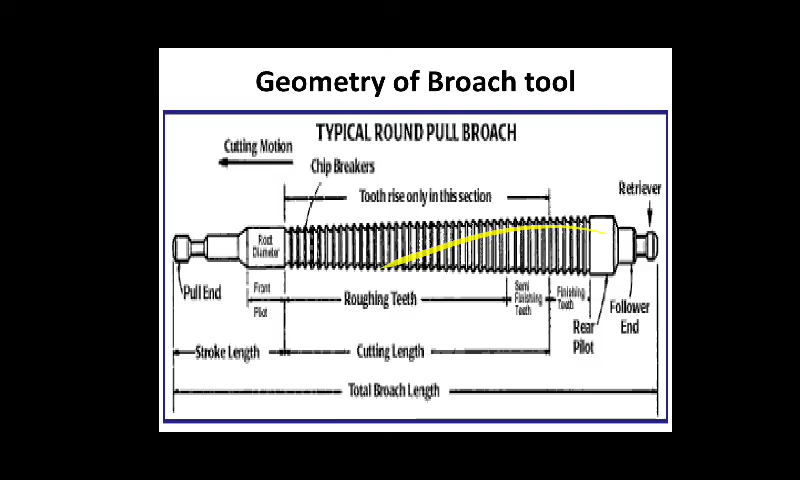 Geometry of Broach tool
TYPICAL ROUND PULL BROACH
Cutting Motion
Chip Breakers
Tooth rise only in this section
Retriever
Root
Diameter
Pull End
Front
Pilot
Roughing Teeth
Semi
Finishing
Teeth
Finishing
Teeth
Rear
Pilot
Follower
End
Stroke Length
Cutting Length
Total Broach Length